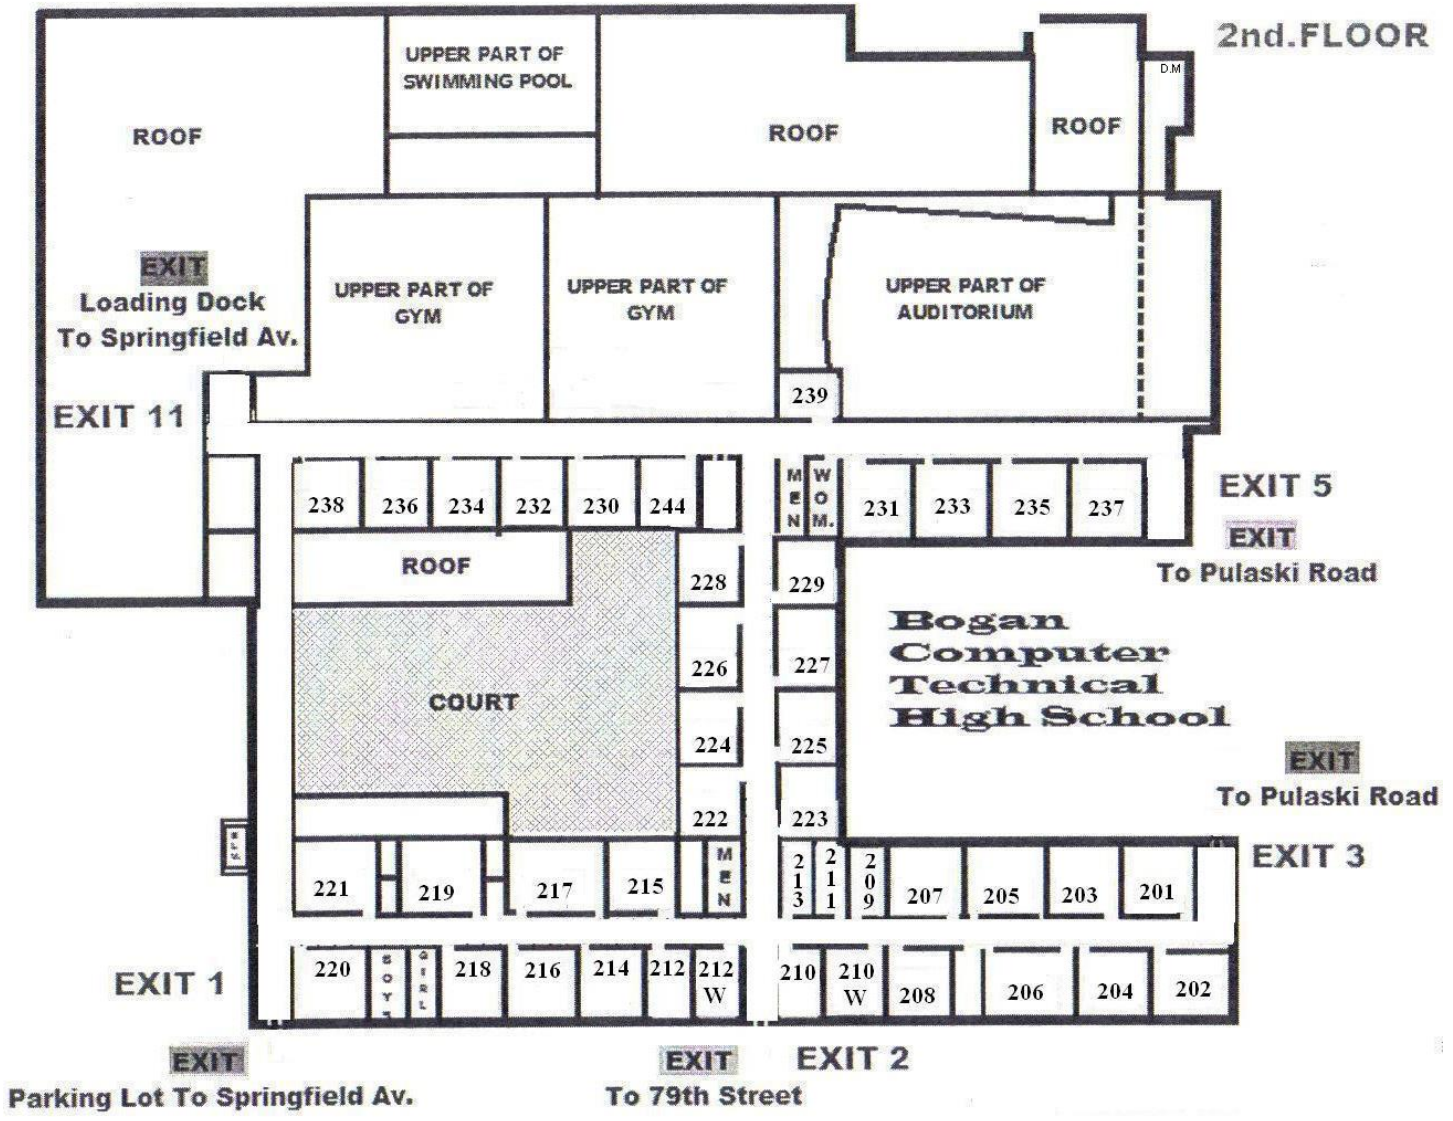 2nd.FLOOR
UPPER PART OF
SWIMMING POOL
D.M
ROOF
ROOF
ROOF
EXIT
Loading Dock
To Springfield Av.
UPPER PART OF
GYM
UPPER PART OF
GYM
UPPER PART OF
AUDITORIUM
239
EXIT 11
238
236
234
232
230
244
MEN
WOM.
231
233
235
237
EXIT 5
EXIT
To Pulaski Road
ROOF
228
229
Bogan
Computer
Technical
High School
226
227
COURT
224
225
EXIT
To Pulaski Road
222
223
221
219
217
215
MEN
213
211
209
207
205
203
201
EXIT 3
220
BOYS
GIRL
218
216
214
212
212
W
210
210
W
208
206
204
202
EXIT 1
EXIT
Parking Lot To Springfield Av.
EXIT
To 79th Street
EXIT 2